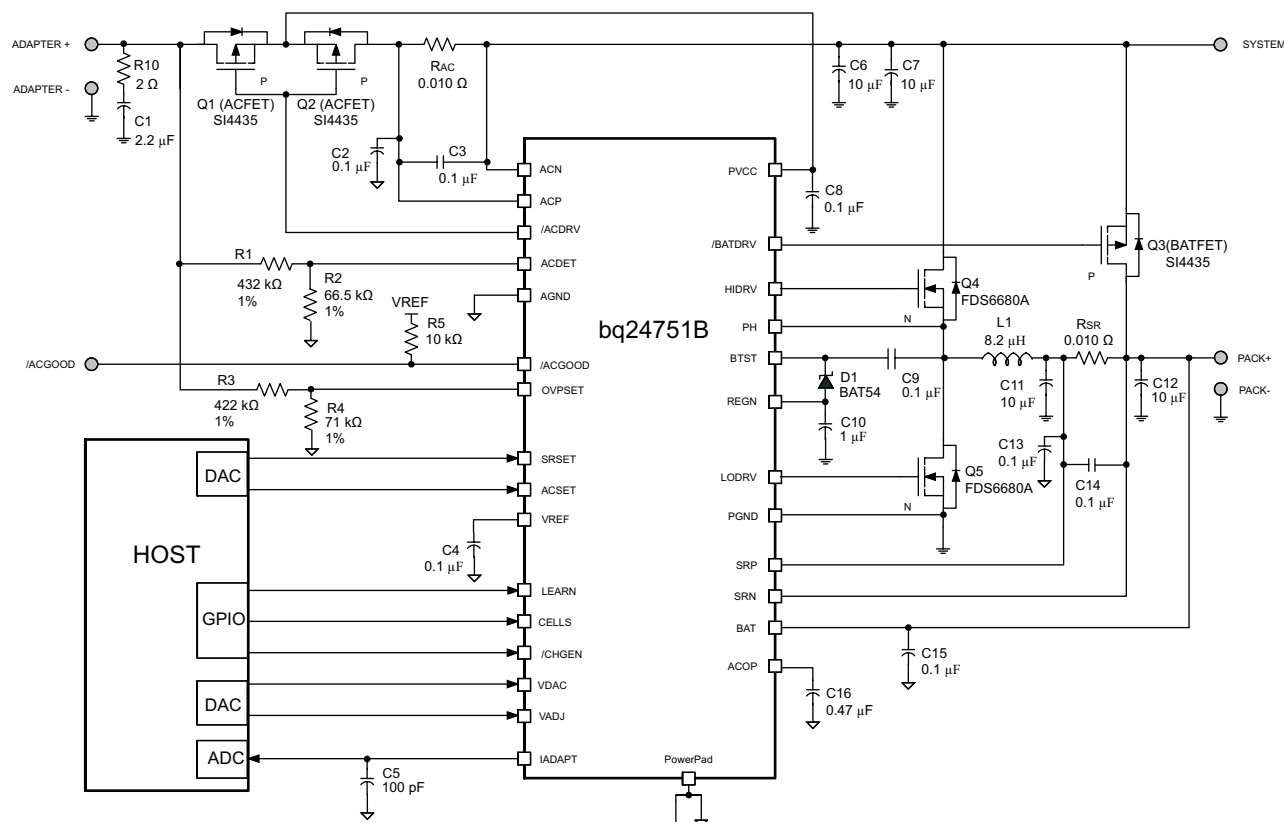 ADAPTER +
ADAPTER -
R10
2 Ω
C1
2.2 µF
P
Q1 (ACFET)
SI4435
P
Q2 (ACFET)
SI4435
RAC
0.010 Ω
C2
0.1 µF
C3
0.1 µF
C6
10 µF
C7
10 µF
SYSTEM
ACN
ACP
/ACDRV
ACDET
AGND
/ACGOOD
OVPSET
SRSET
ACSET
VREF
LEARN
CELLS
/CHGEN
VDAC
VADJ
IADAPT
bq24751B
PowerPad
PVCC
/BATDRV
HIDRV
PH
BTST
REGN
LODRV
PGND
SRP
SRN
BAT
ACOP
R1
432 kΩ
1%
R2
66.5 kΩ
1%
VREF
R5
10 kΩ
/ACGOOD
R3
422 kΩ
1%
R4
71 kΩ
1%
HOST
DAC
GPIO
DAC
ADC
C4
0.1 µF
C5
100 pF
C8
0.1 µF
Q3(BATFET)
SI4435
P
Q4
FDS6680A
N
L1
8.2 µH
RSR
0.010 Ω
PACK+
PACK-
D1
BAT54
C9
0.1 µF
C10
1 µF
C11
10 µF
C12
10 µF
C13
0.1 µF
C14
0.1 µF
Q5
FDS6680A
N
C15
0.1 µF
C16
0.47 µF